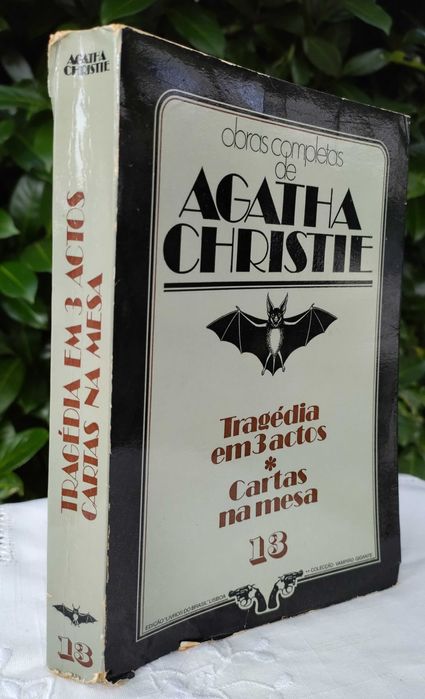 AGATHA
CHRISTIE
TRAGÉDIA EM 3 ACTOS
CARTAS NA MESA
13
obras completas
de
AGATHA
CHRISTIE
Tragédia
em 3 actos
*
Cartas
na mesa
13
EDIÇÃO "LIVROS DO BRASIL" LISBOA
COLECÇÃO VAMPIRO GIGANTE